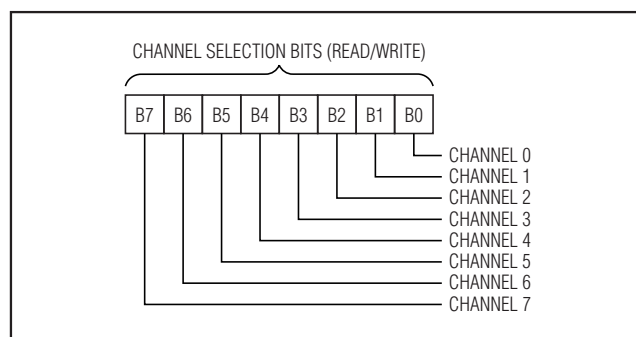 CHANNEL SELECTION BITS (READ/WRITE)
B7 B6 B5 B4 B3 B2 B1 B0
CHANNEL 0
CHANNEL 1
CHANNEL 2
CHANNEL 3
CHANNEL 4
CHANNEL 5
CHANNEL 6
CHANNEL 7